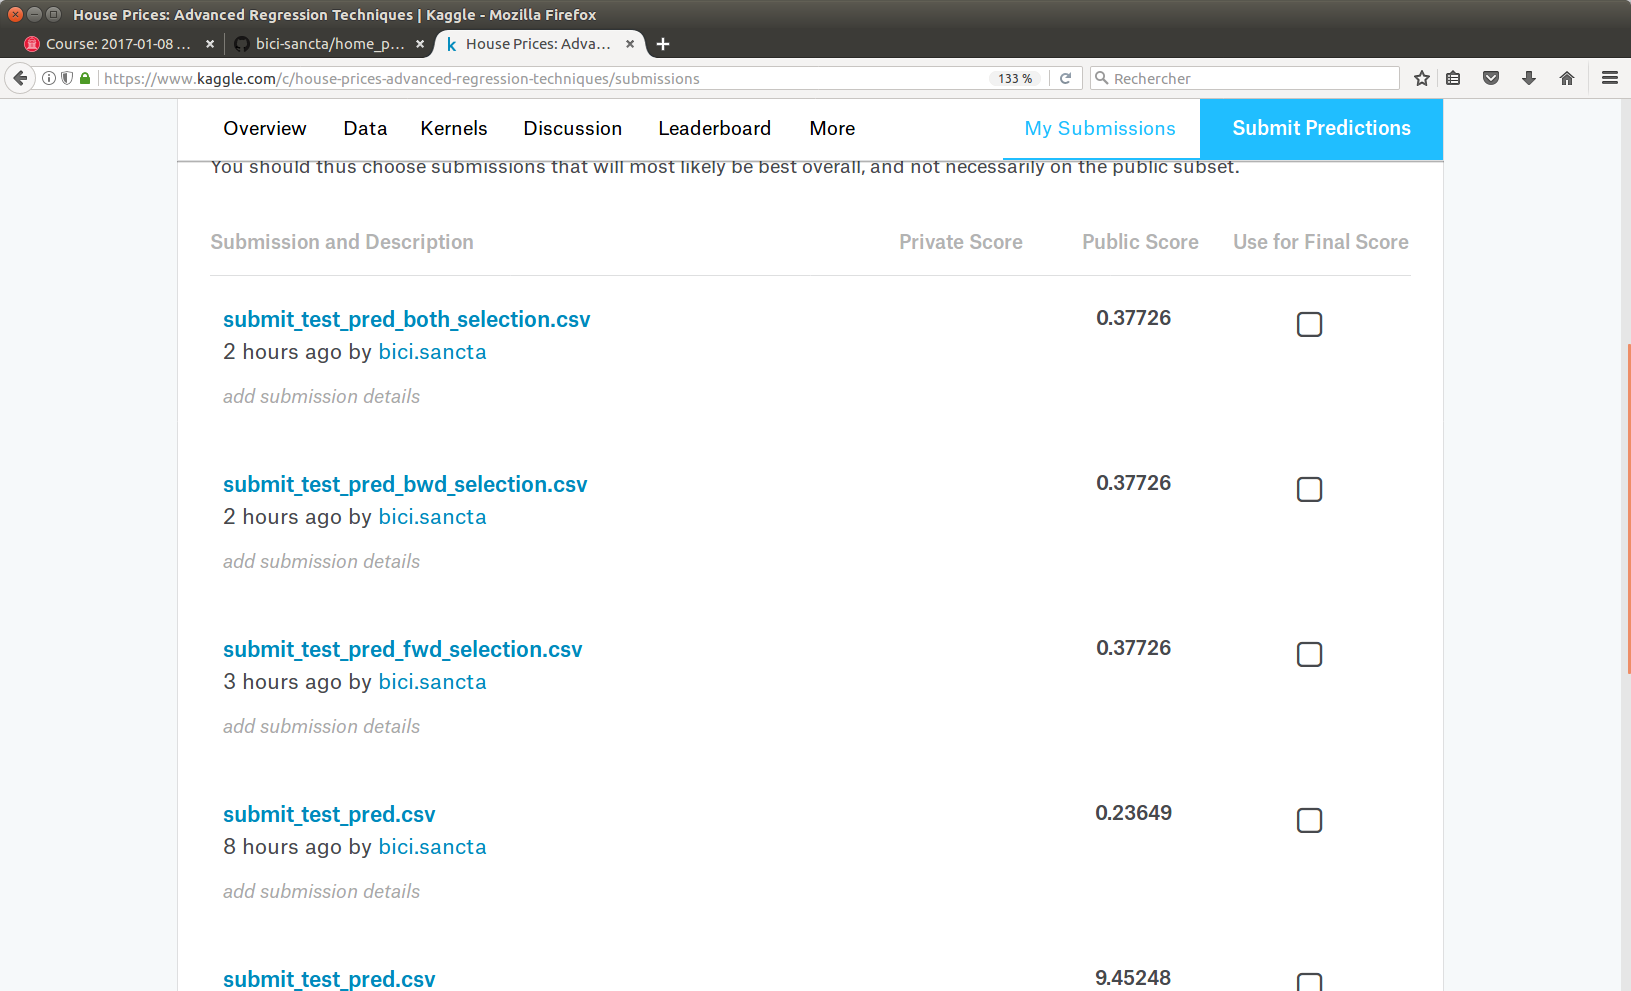 House Prices: Advanced Regression Techniques | Kaggle - Mozilla Firefox
Course: 2017-01-08 ...
bici-sancta/home_p...
House Prices: Adva...
https://www.kaggle.com/c/house-prices-advanced-regression-techniques/submissions
133 %
Rechercher
Overview Data Kernels Discussion Leaderboard More My Submissions Submit Predictions
You should thus choose submissions that will most likely be best overall, and not necessarily on the public subset.
Submission and Description Private Score Public Score Use for Final Score
submit_test_pred_both_selection.csv 0.37726
2 hours ago by bici.sancta
add submission details
submit_test_pred_bwd_selection.csv 0.37726
2 hours ago by bici.sancta
add submission details
submit_test_pred_fwd_selection.csv 0.37726
3 hours ago by bici.sancta
add submission details
submit_test_pred.csv 0.23649
8 hours ago by bici.sancta
add submission details
submit_test_pred.csv 9.45248